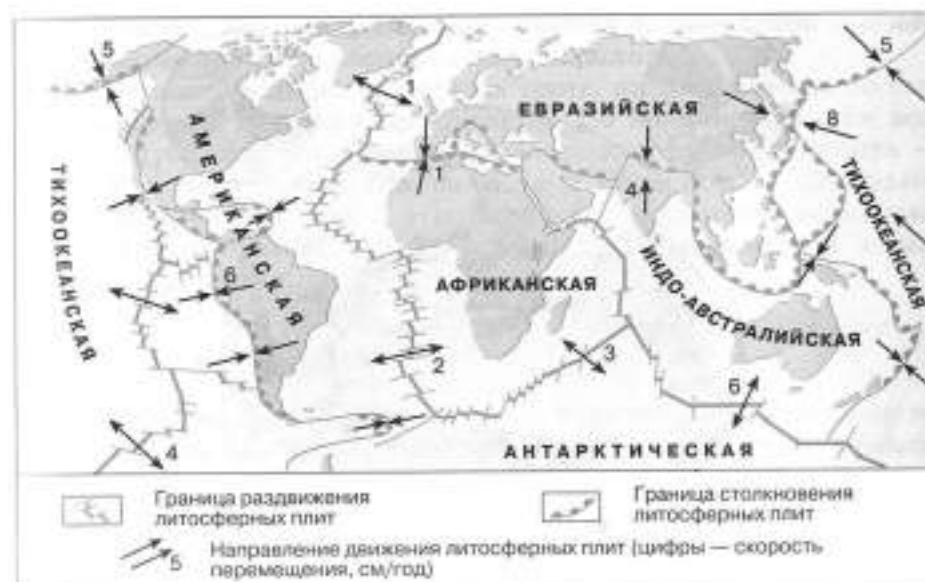 5
5
1
ЕВРАЗИЙСКАЯ
8
АМЕРИКАНСКАЯ
1
4
ТИХООКЕАНСКАЯ
ТИХООКЕАНСКАЯ
6
АФРИКАНСКАЯ
ИНДО-АВСТРАЛИЙСКАЯ
2
3
6
4
АНТАРКТИЧЕСКАЯ
Граница раздвижения
литосферных плит
Граница столкновения
литосферных плит
5
Направление движения литосферных плит (цифры — скорость
перемещения, см/год)